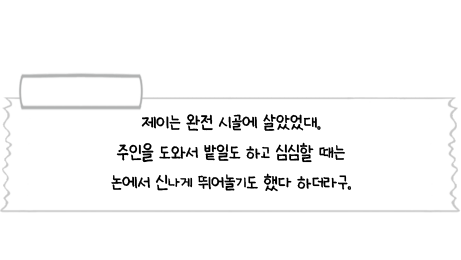 제이는 완전 시골에 살았었대.
주인을 도와서 밭일도 하고 심심할 때는
논에서 신나게 뛰어놀기도 했다 하더라구.